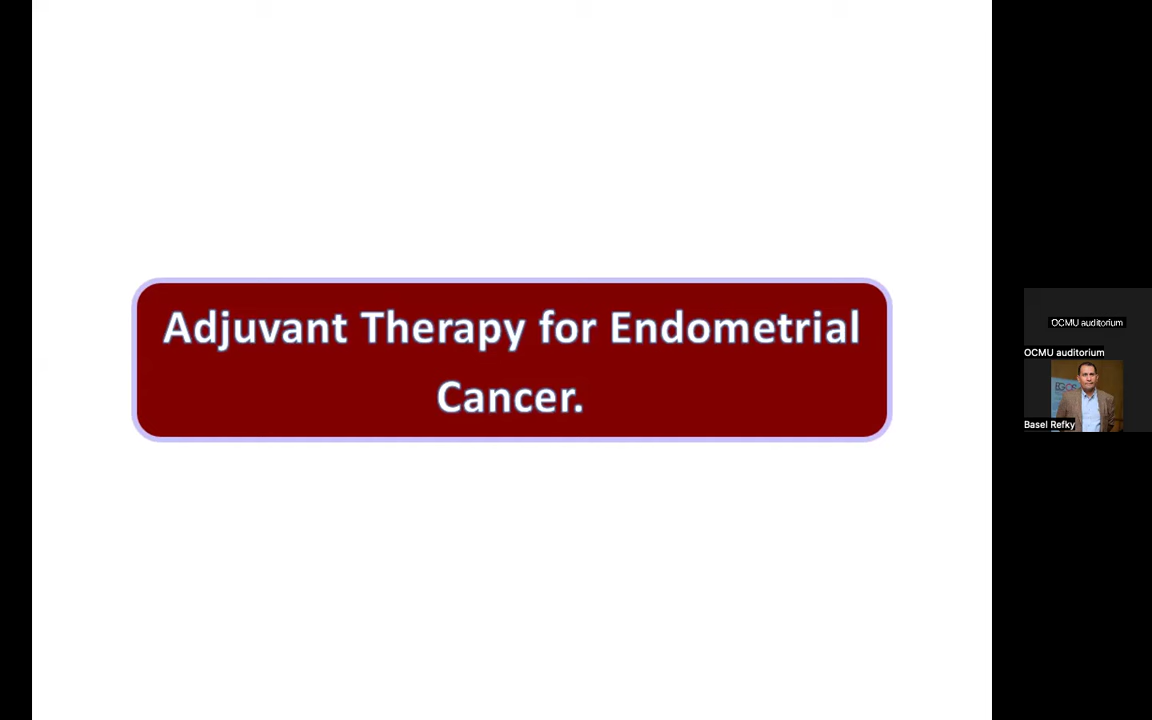 Adjuvant Therapy for Endometrial
Cancer.
OCMU auditorium
OCMU auditorium
Basel Refky